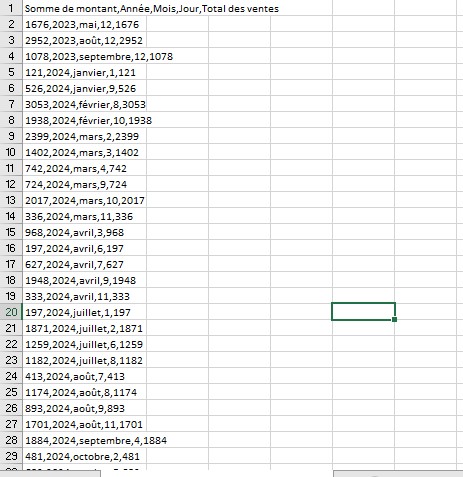 1 Somme de montant,Année,Mois,Jour,Total des ventes
2 1676,2023,mai,12,1676
3 2952,2023,août,12,2952
4 1078,2023,septembre,12,1078
5 121,2024,janvier,1,121
6 526,2024,janvier,9,526
7 3053,2024,février,8,3053
8 1938,2024,février,10,1938
9 2399,2024,mars,2,2399
10 1402,2024,mars,3,1402
11 742,2024,mars,4,742
12 724,2024,mars,9,724
13 2017,2024,mars,10,2017
14 336,2024,mars,11,336
15 968,2024,avril,3,968
16 197,2024,avril,6,197
17 627,2024,avril,7,627
18 1948,2024,avril,9,1948
19 333,2024,avril,11,333
20 197,2024,juillet,1,197
21 1871,2024,juillet,2,1871
22 1259,2024,juillet,6,1259
23 1182,2024,juillet,8,1182
24 413,2024,août,7,413
25 1174,2024,août,8,1174
26 893,2024,août,9,893
27 1701,2024,août,11,1701
28 1884,2024,septembre,4,1884
29 481,2024,octobre,2,481